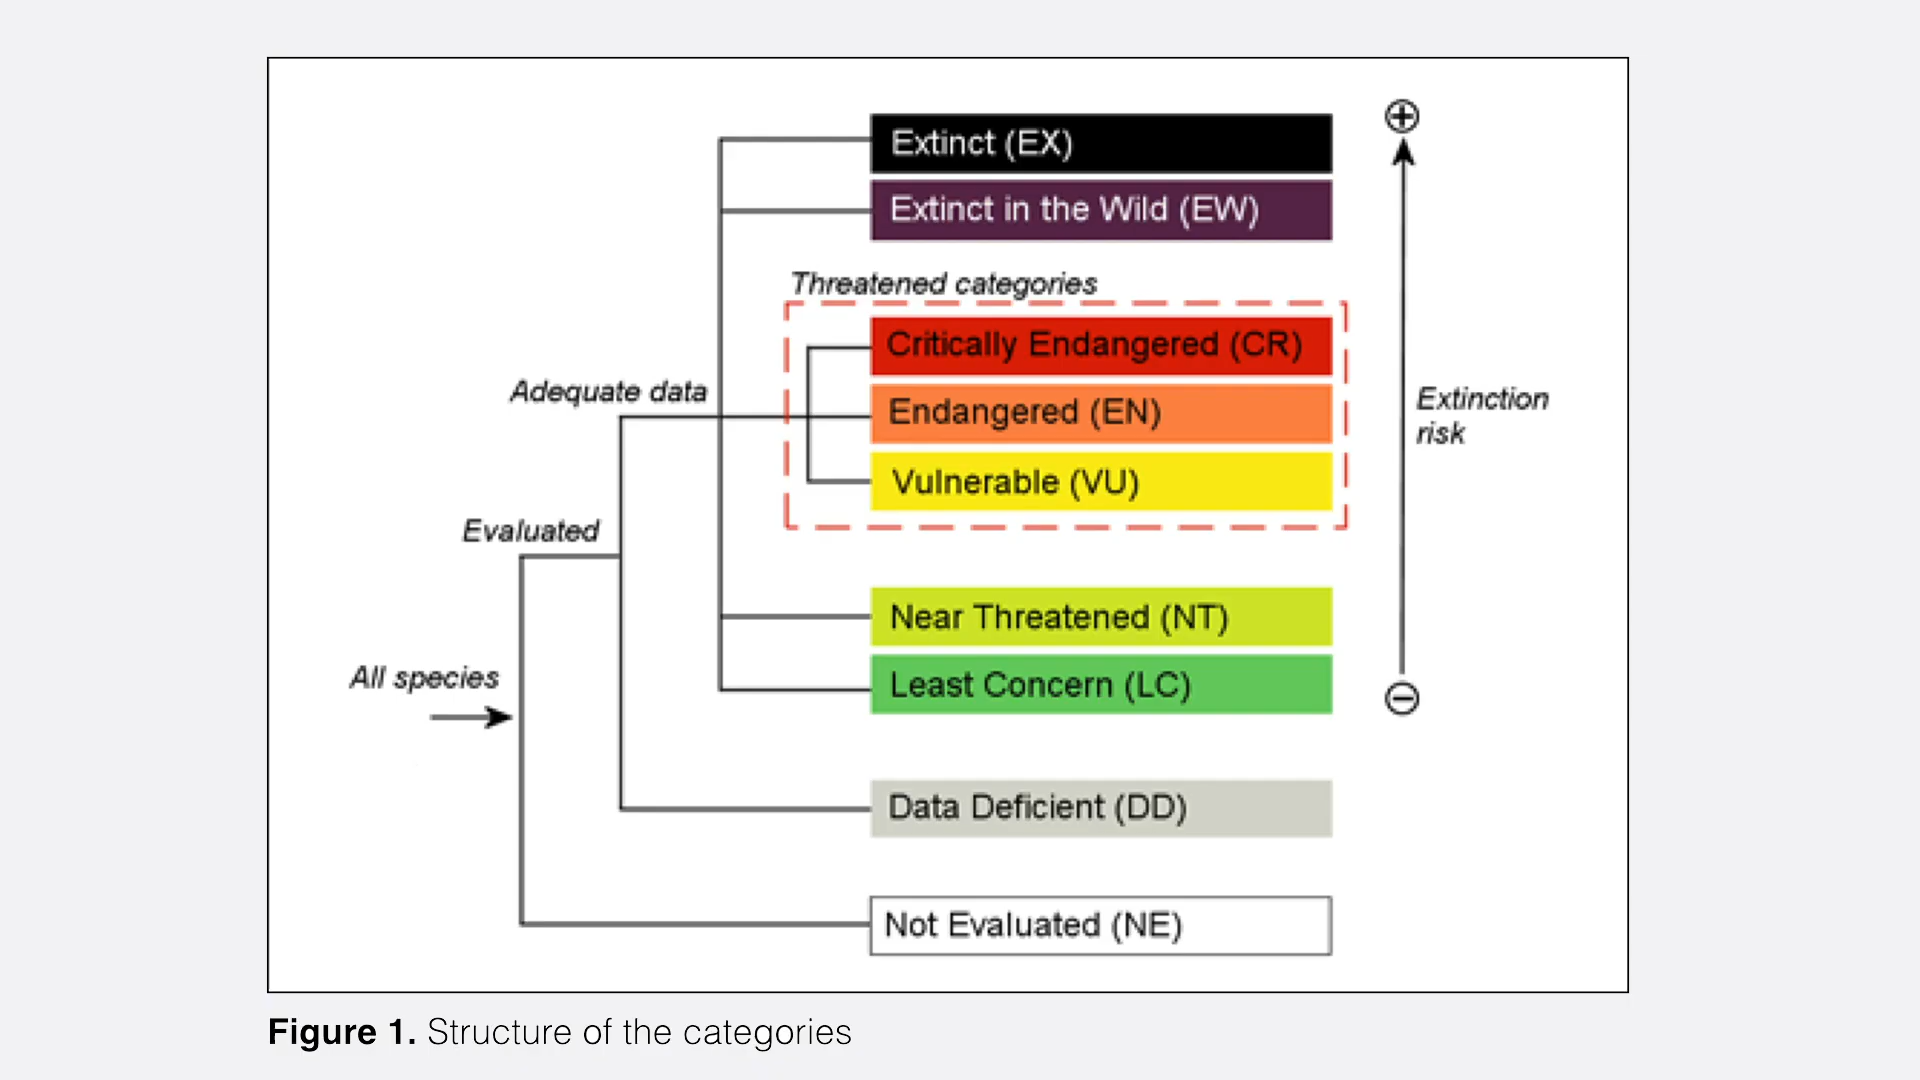 Extinct (EX)
Extinct in the Wild (EW)
Threatened categories
Critically Endangered (CR)
Adequate data
Endangered (EN)
Extinction
risk
Vulnerable (VU)
Evaluated
Near Threatened (NT)
All species
Least Concern (LC)
Data Deficient (DD)
Not Evaluated (NE)
Figure 1. Structure of the categories